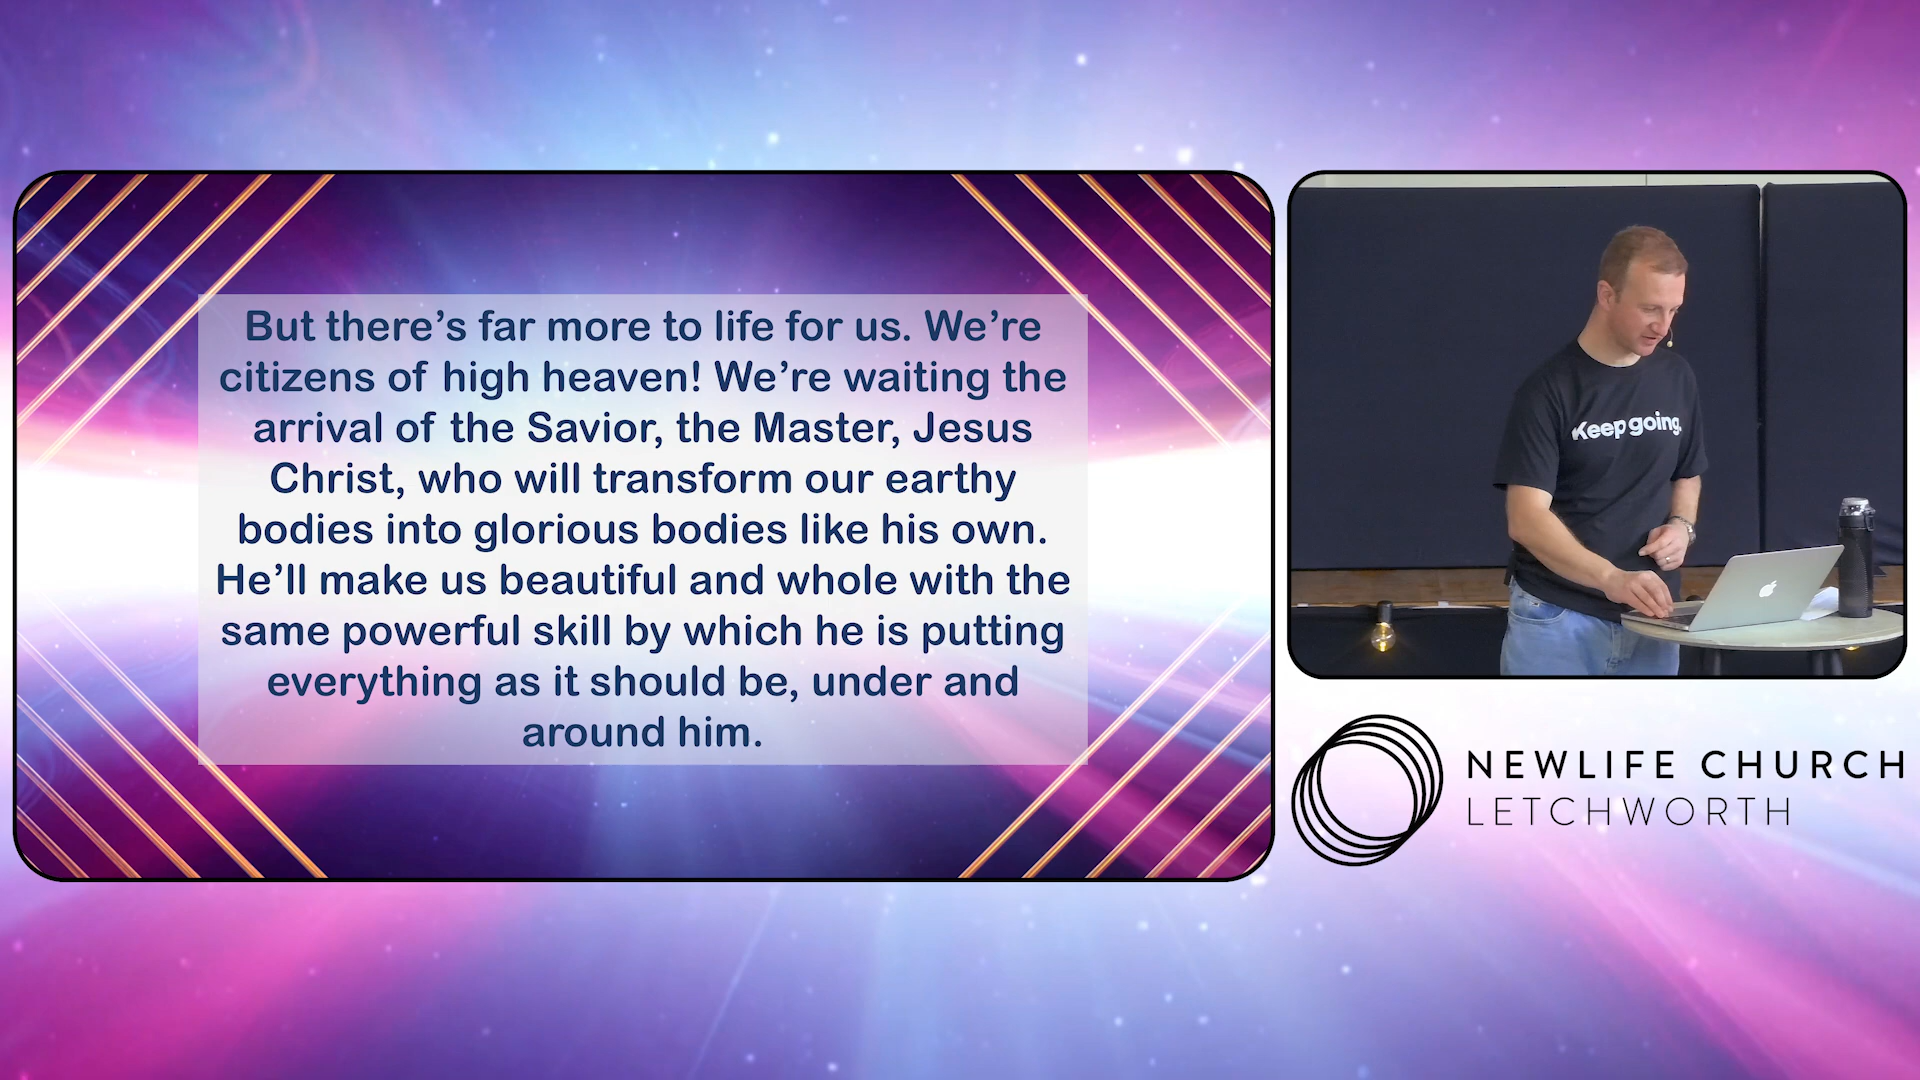 But there’s far more to life for us. We’re
citizens of high heaven! We’re waiting the
arrival of the Savior, the Master, Jesus
Christ, who will transform our earthy
bodies into glorious bodies like his own.
He’ll make us beautiful and whole with the
same powerful skill by which he is putting
everything as it should be, under and
around him.
Keep going.
NEWLIFE CHURCH
LETCHWORTH